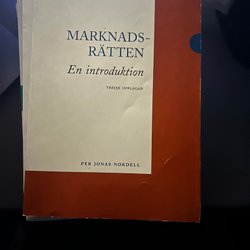 MARKNADS-
RÄTTEN
En introduktion
TREDJE UPPLAGAN
PER JONAS NORDELL